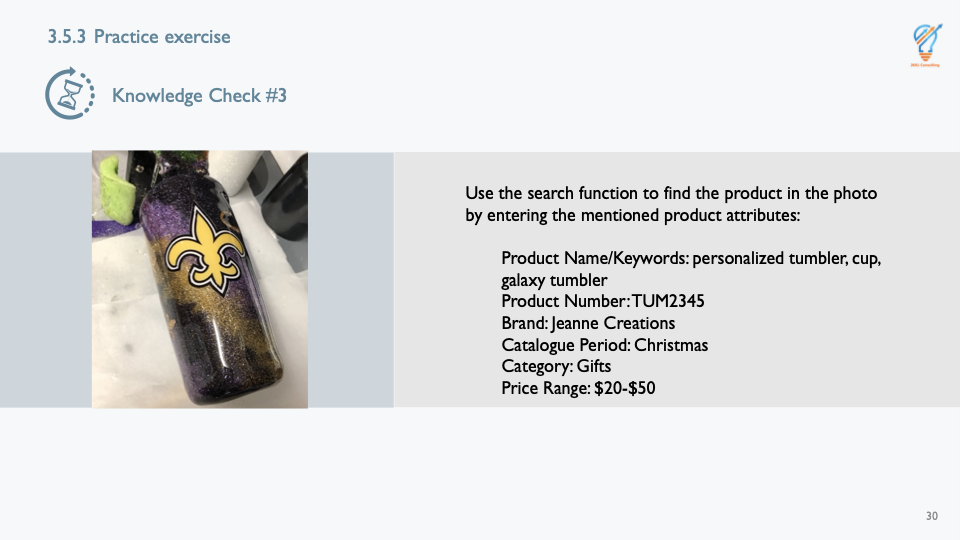 3.5.3 Practice exercise
Knowledge Check #3
Use the search function to find the product in the photo
by entering the mentioned product attributes:
Product Name/Keywords: personalized tumbler, cup,
galaxy tumbler
Product Number: TUM2345
Brand: Jeanne Creations
Catalogue Period: Christmas
Category: Gifts
Price Range: $20-$50
30